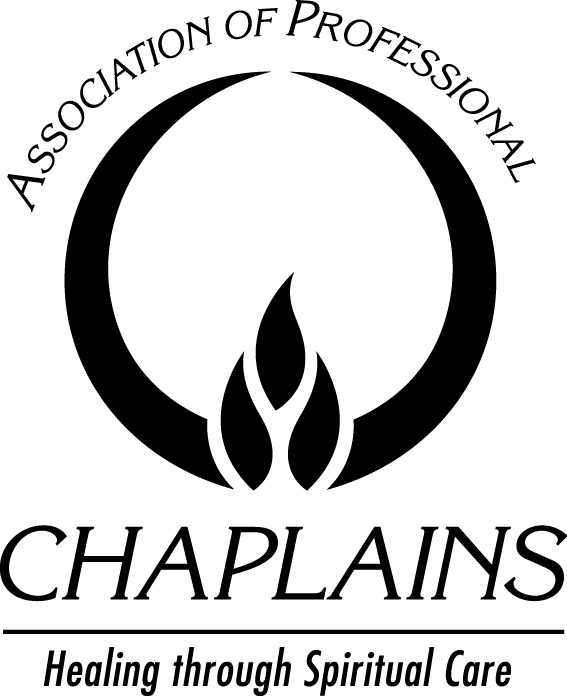 ASSOCIATION OF PROFESSIONAL
CHAPLAINS
Healing through Spiritual Care